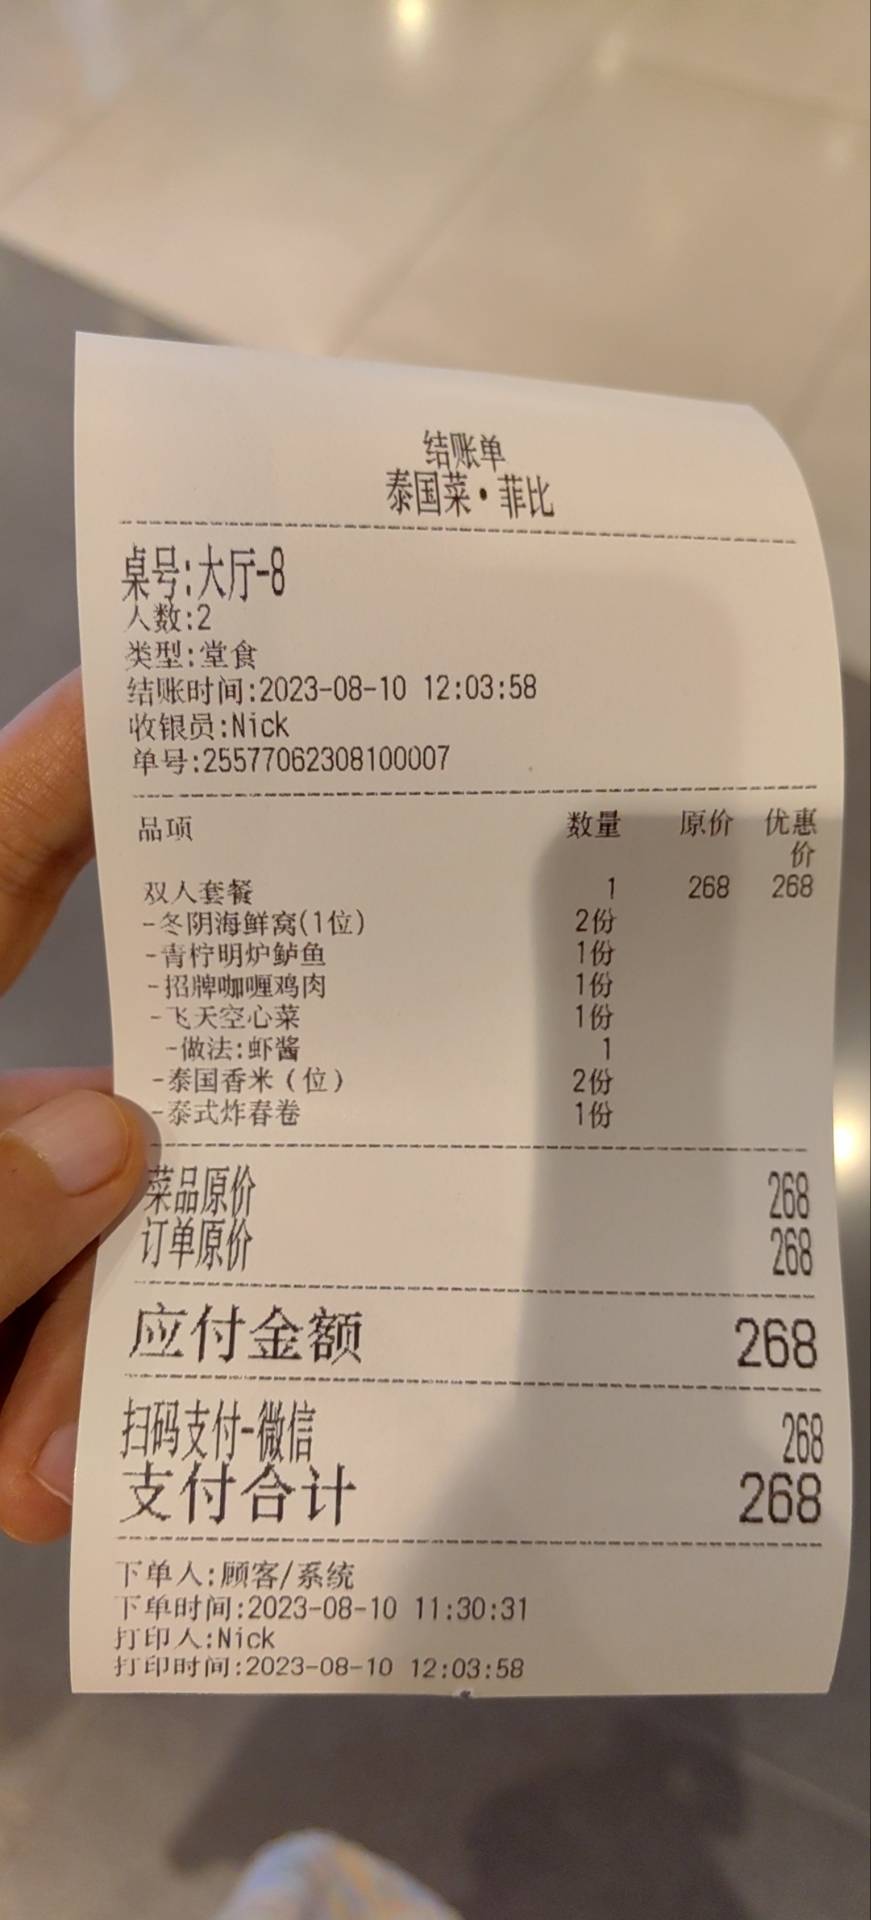 结账单
泰国菜·菲比
桌号:大厅-8
人数:2
类型:堂食
结账时间:2023-08-10 12:03:58
收银员:Nick
单号:25577062308100007
品项 数量 原价 优惠价
双人套餐 1 268 268
-冬阴海鲜窝(1位) 2份
-青柠明炉鲈鱼 1份
-招牌咖喱鸡肉 1份
-飞天空心菜 1份
-做法:虾酱 1
-泰国香米(位) 2份
-泰式炸春卷 1份
菜品原价 268
订单原价 268
应付金额 268
扫码支付-微信 268
支付合计 268
下单人:顾客/系统
下单时间:2023-08-10 11:30:31
打印人:Nick
打印时间:2023-08-10 12:03:58